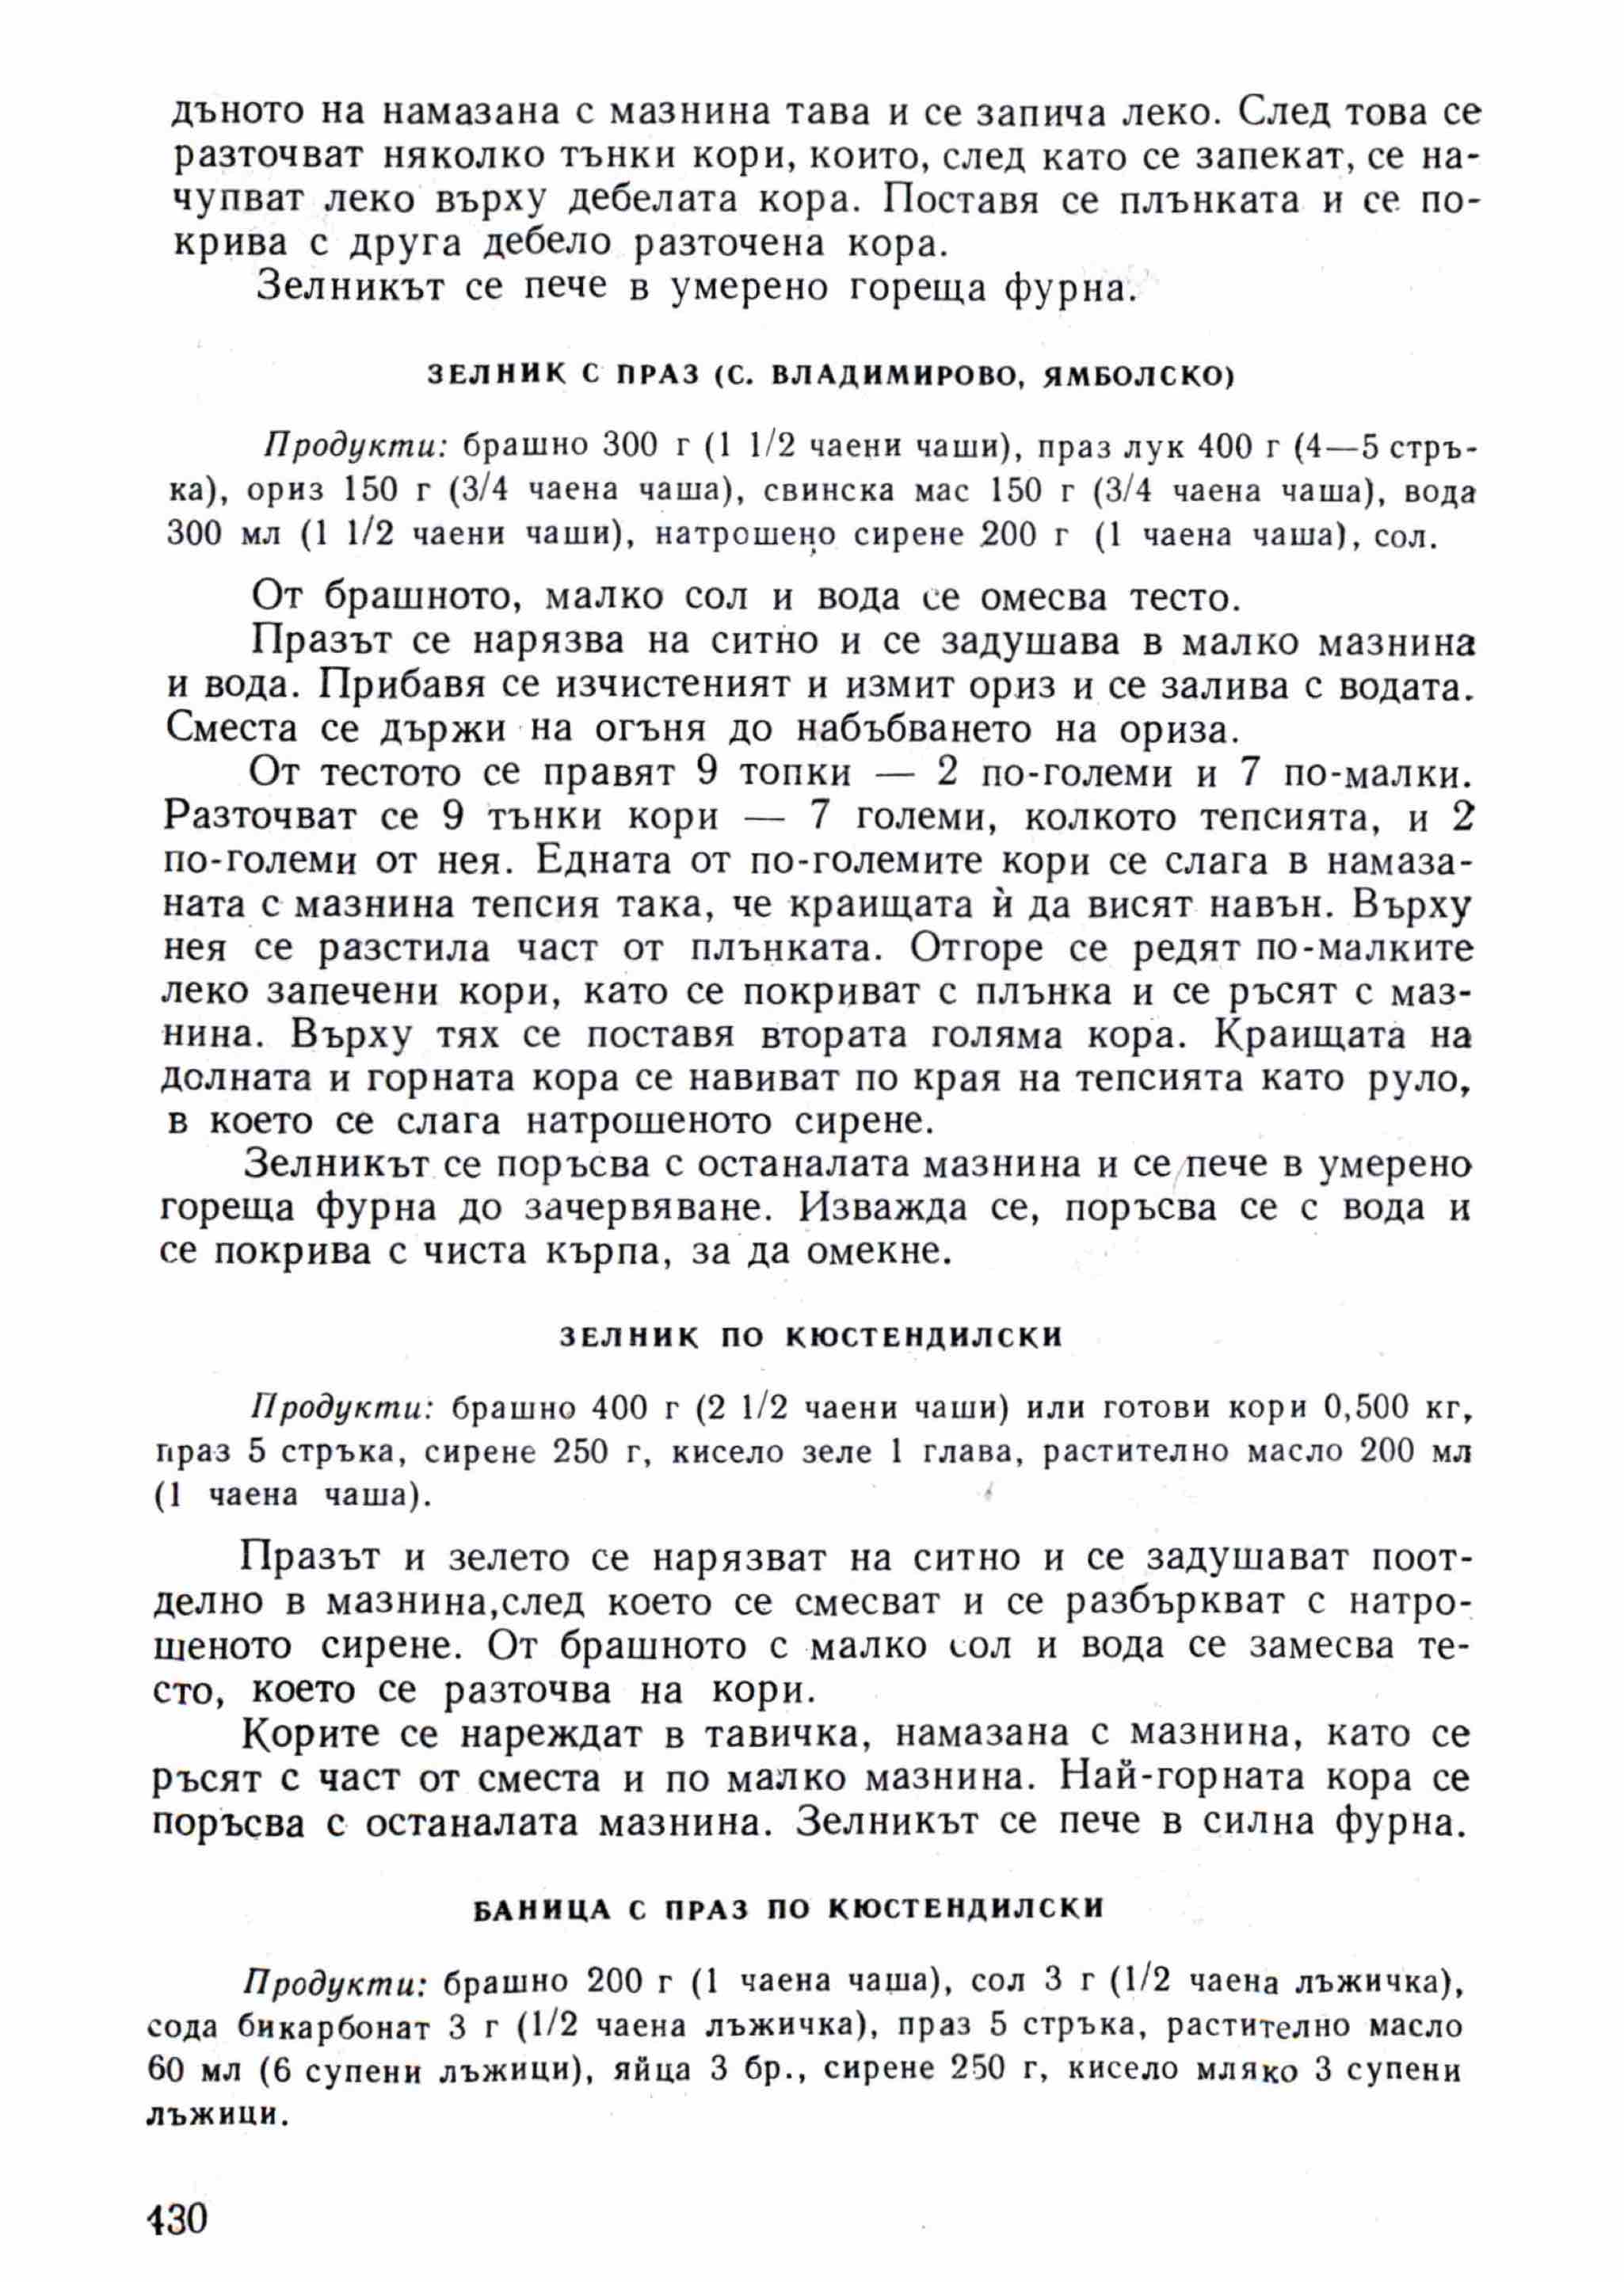 дъното на намазана с мазнина тава и се запича леко. След това се
разточват няколко тънки кори, които, след като се запекат, се на-
чупват леко върху дебелата кора. Поставя се плънката и се по-
крива с друга дебело разточена кора.
Зелникът се пече в умерено гореща фурна.
ЗЕЛНИК С ПРАЗ (С. ВЛАДИМИРОВО, ЯМБОЛСКО)
Продукти: брашно 300 г (1 1/2 чаени чаши), праз лук 400 г (4—5 стръ-
ка), ориз 150 г (3/4 чаена чаша), свинска мас 150 г (3/4 чаена чаша), вода
300 мл (1 1/2 чаени чаши), натрошено сирене 200 г (1 чаена чаша), сол.
От брашното, малко сол и вода се омесва тесто.
Празът се нарязва на ситно и се задушава в малко мазнина
и вода. Прибавя се изчистеният и измит ориз и се залива с водата.
Сместа се държи на огъня до набъбването на ориза.
От тестото се правят 9 топки — 2 по-големи и 7 по-малки.
Разточват се 9 тънки кори — 7 големи, колкото тепсията, и 2
по-големи от нея. Едната от по-големите кори се слага в намаза-
ната с мазнина тепсия така, че краищата ѝ да висят навън. Върху
нея се разстила част от плънката. Отгоре се редят по-малките
леко запечени кори, като се покриват с плънка и се ръсят с маз-
нина. Върху тях се поставя втората голяма кора. Краищата на
долната и горната кора се навиват по края на тепсията като руло,
в което се слага натрошеното сирене.
Зелникът се поръсва с останалата мазнина и се пече в умерено
гореща фурна до зачервяване. Изважда се, поръсва се с вода и
се покрива с чиста кърпа, за да омекне.
ЗЕЛНИК ПО КЮСТЕНДИЛСКИ
Продукти: брашно 400 г (2 1/2 чаени чаши) или готови кори 0,500 кг,
праз 5 стръка, сирене 250 г, кисело зеле 1 глава, растително масло 200 мл
(1 чаена чаша).
Празът и зелето се нарязват на ситно и се задушават поот-
делно в мазнина,след което се смесват и се разбъркват с натро-
шеното сирене. От брашното с малко сол и вода се замесва те-
сто, което се разточва на кори.
Корите се нареждат в тавичка, намазана с мазнина, като се
ръсят с част от сместа и по малко мазнина. Най-горната кора се
поръсва с останалата мазнина. Зелникът се пече в силна фурна.
БАНИЦА С ПРАЗ ПО КЮСТЕНДИЛСКИ
Продукти: брашно 200 г (1 чаена чаша), сол 3 г (1/2 чаена лъжичка),
сода бикарбонат 3 г (1/2 чаена лъжичка), праз 5 стръка, растително масло
60 мл (6 супени лъжици), яйца 3 бр., сирене 250 г, кисело мляко 3 супени
лъжици.
430